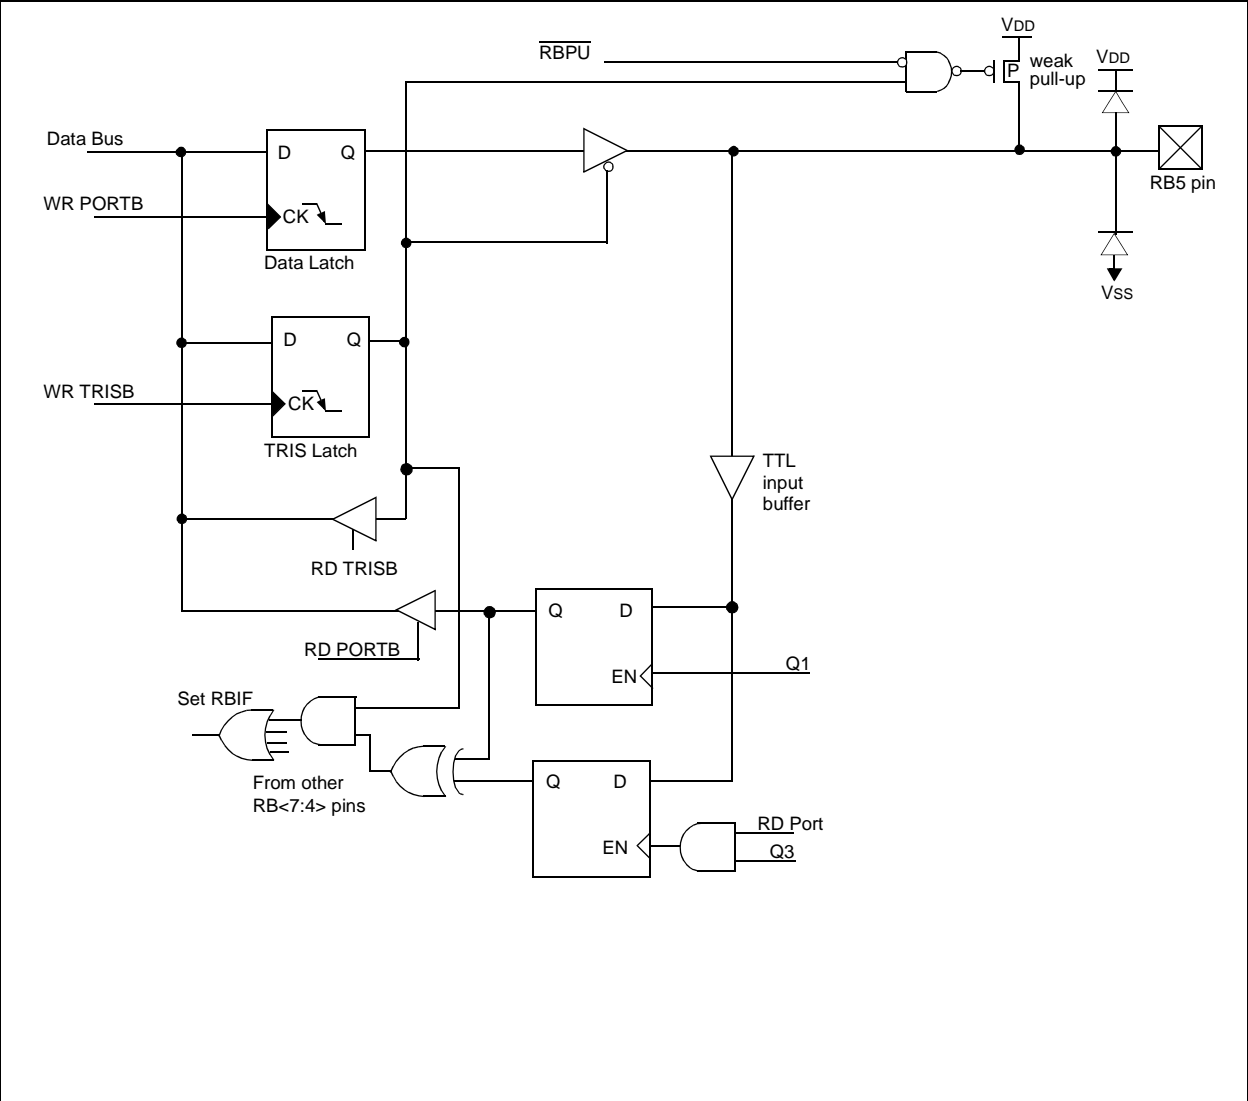 VDD
RBPU
weak
pull-up
P
VDD
Data Bus
D
Q
RB5 pin
WR PORTB
CK
Data Latch
VSS
D
Q
WR TRISB
CK
TRIS Latch
TTL
input
buffer
RD TRISB
Q
D
RD PORTB
EN
Q1
Set RBIF
From other
RB<7:4> pins
Q
D
RD Port
EN
Q3